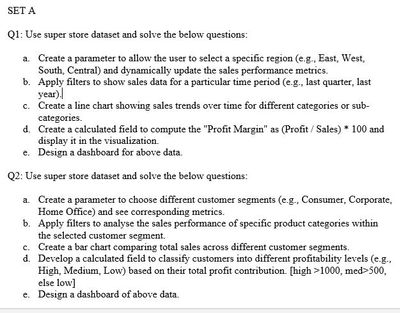 SET A
Q1: Use super store dataset and solve the below questions:
a. Create a parameter to allow the user to select a specific region (e.g., East, West,
South, Central) and dynamically update the sales performance metrics.
b. Apply filters to show sales data for a particular time period (e.g., last quarter, last
year).
c. Create a line chart showing sales trends over time for different categories or sub-
categories.
d. Create a calculated field to compute the "Profit Margin" as (Profit / Sales) * 100 and
display it in the visualization.
e. Design a dashboard for above data.
Q2: Use super store dataset and solve the below questions:
a. Create a parameter to choose different customer segments (e.g., Consumer, Corporate,
Home Office) and see corresponding metrics.
b. Apply filters to analyse the sales performance of specific product categories within
the selected customer segment.
c. Create a bar chart comparing total sales across different customer segments.
d. Develop a calculated field to classify customers into different profitability levels (e.g.,
High, Medium, Low) based on their total profit contribution. [high >1000, med>500,
else low]
e. Design a dashboard of above data.